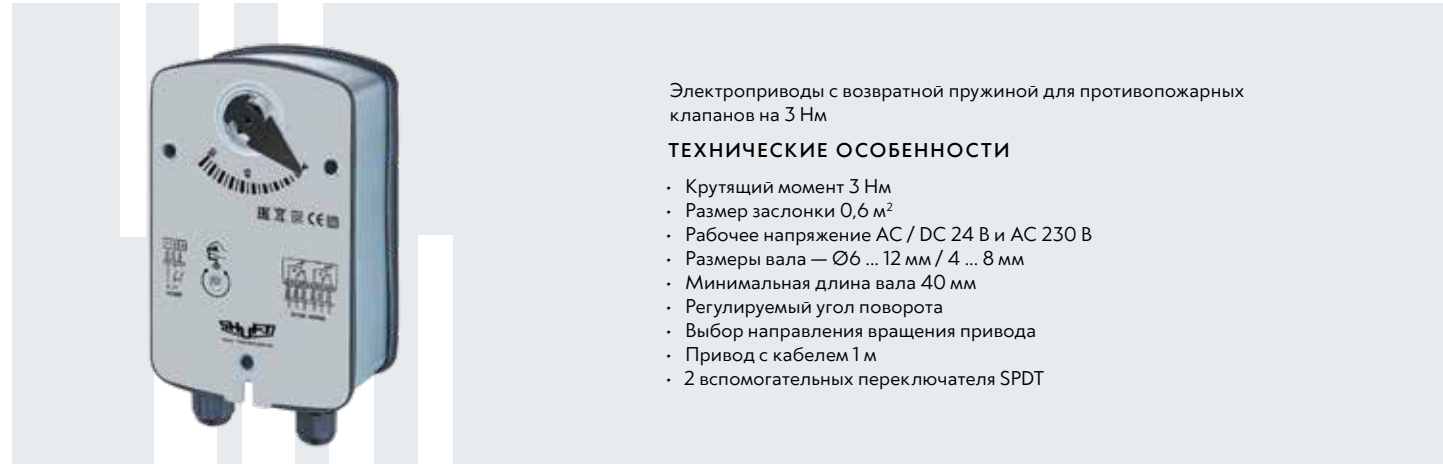 Электроприводы с возвратной пружиной для противопожарных
клапанов на 3 Нм
ТЕХНИЧЕСКИЕ ОСОБЕННОСТИ
• Крутящий момент 3 Нм
• Размер заслонки 0,6 м²
• Рабочее напряжение AC / DC 24 В и AC 230 В
• Размеры вала — Ø6 ... 12 мм / 4 ... 8 мм
• Минимальная длина вала 40 мм
• Регулируемый угол поворота
• Выбор направления вращения привода
• Привод с кабелем 1 м
• 2 вспомогательных переключателя SPDT
SHUFT